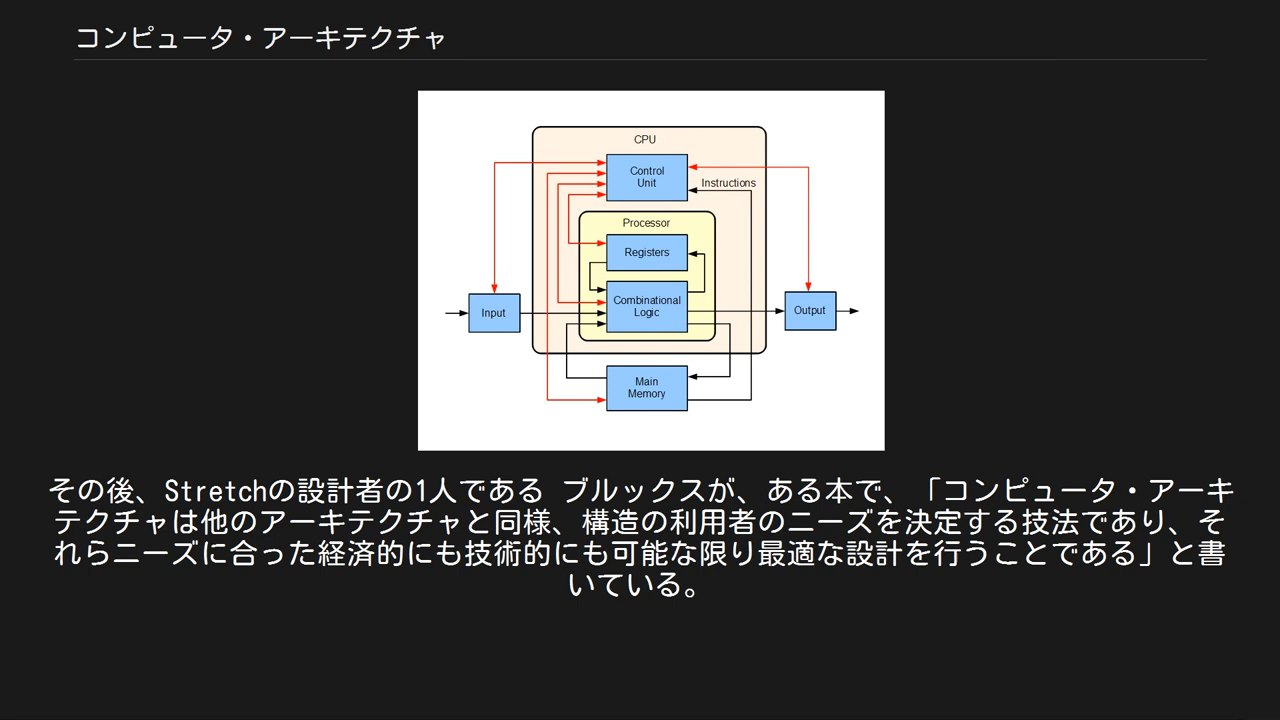 コンピュータ・アーキテクチャ
CPU
Control
Unit
Instructions
Processor
Registers
Combinational
Logic
Input
Output
Main
Memory
その後、Stretchの設計者の1人である ブルックスが、ある本で、「コンピュータ・アーキ
テクチャは他のアーキテクチャと同様、構造の利用者のニーズを決定する技法であり、そ
れらニーズに合った経済的にも技術的にも可能な限り最適な設計を行うことである」と書
いている。